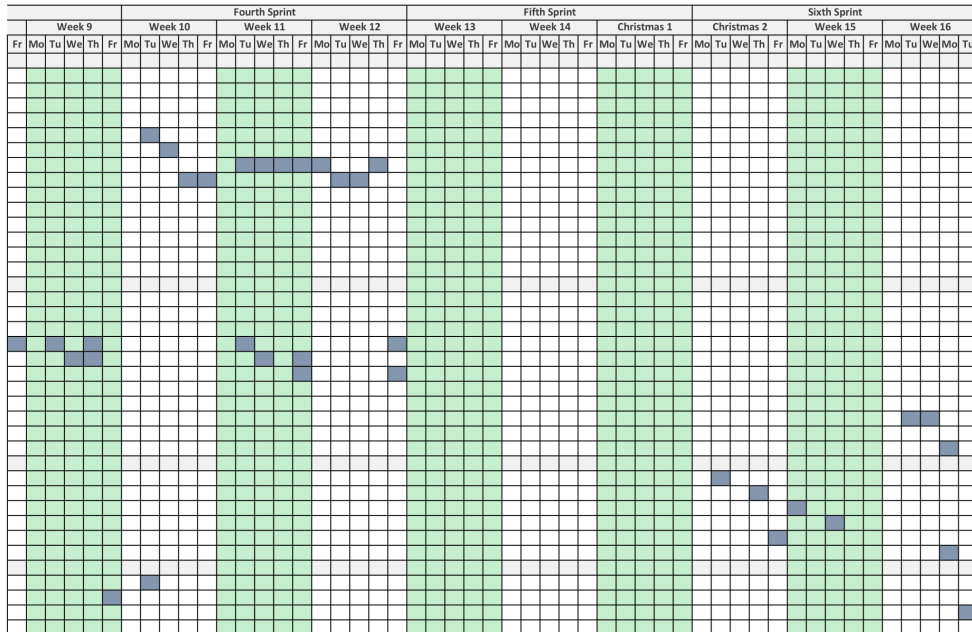 Fourth Sprint Fifth Sprint Sixth Sprint
Week 9 Week 10 Week 11 Week 12 Week 13 Week 14 Christmas 1 Christmas 2 Week 15 Week 16
Fr Mo Tu We Th Fr Mo Tu We Th Fr Mo Tu We Th Fr Mo Tu We Th Fr Mo Tu We Th Fr Mo Tu We Th Fr Mo Tu We Th Fr Mo Tu We Th Fr Mo Tu We Th Fr Mo Tu We Mo Tu